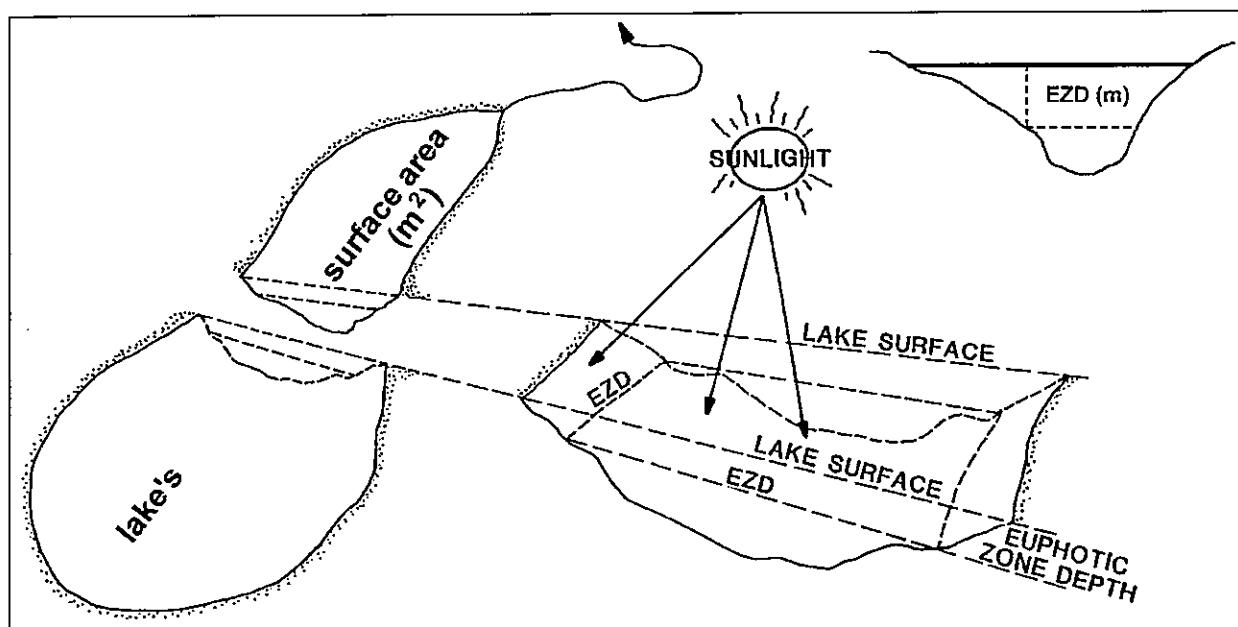 EZD (m)
SUNLIGHT
surface area
(m²)
LAKE SURFACE
EZD
LAKE SURFACE
EZD
lake's
EUPHOTIC
ZONE DEPTH